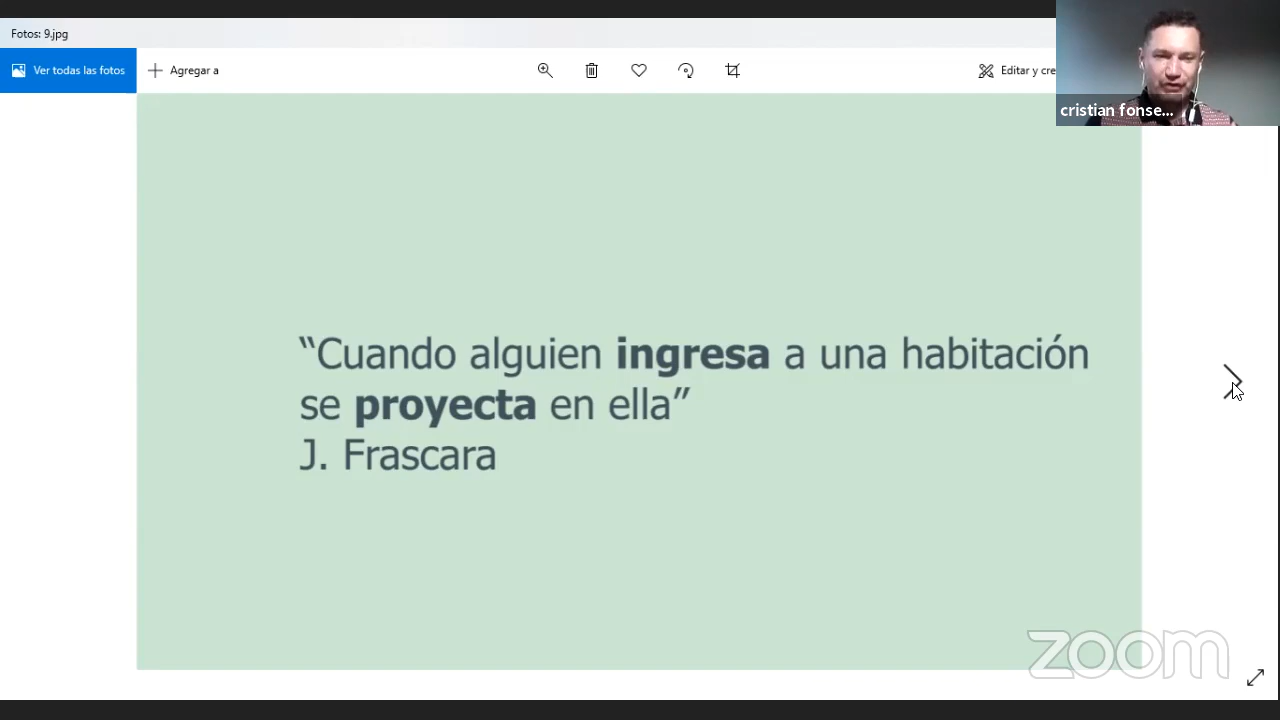 Fotos: 9.jpg
Ver todas las fotos
Agregar a
Editar y cre
cristian fonse...
“Cuando alguien ingresa a una habitación
se proyecta en ella”
J. Frascara
zoom